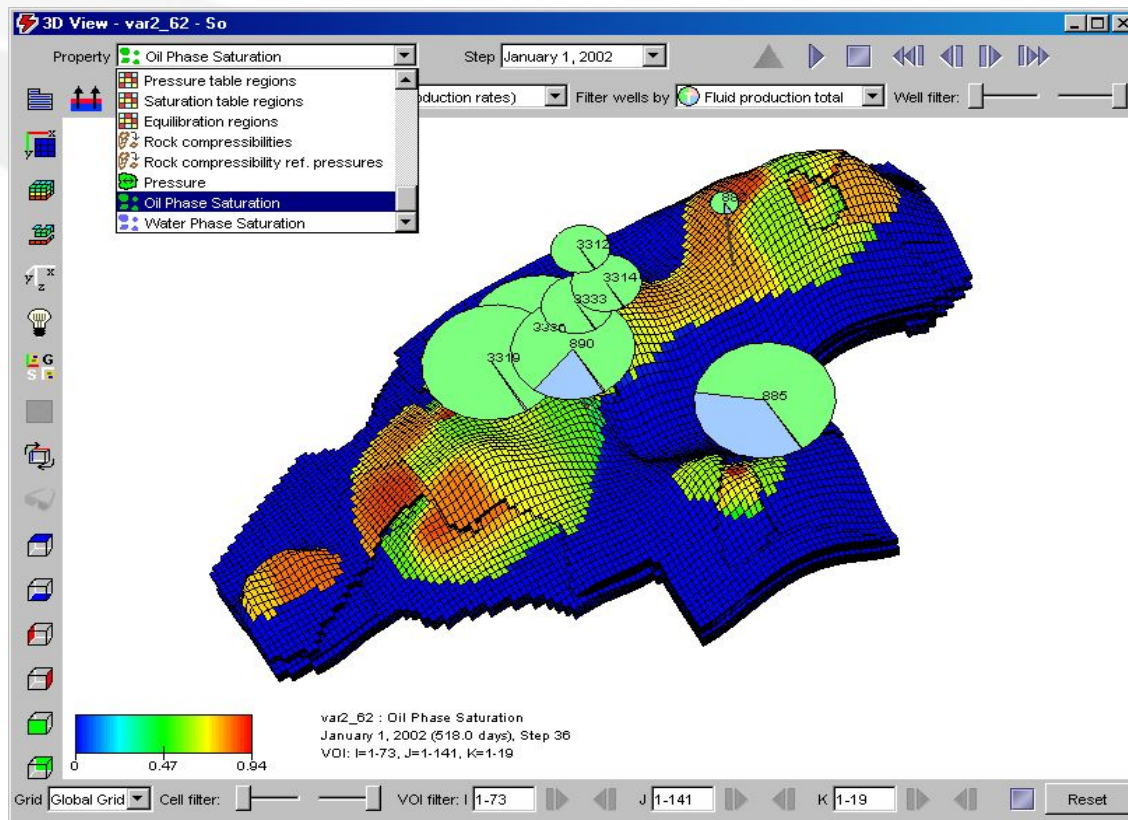 3D View - var2_62 - So
Property Oil Phase Saturation Step January 1, 2002
Pressure table regions
oduction rates) Filter wells by Fluid production total Well filter:
Saturation table regions
Equilibration regions
Rock compressibilities
Rock compressibility ref. pressures
Pressure
Oil Phase Saturation
Water Phase Saturation
y x
y x z
G
S
88
3312
3314
3333
3336
890
3319
885
var2_62 : Oil Phase Saturation
January 1, 2002 (518.0 days), Step 36
VOI: I=1-73, J=1-141, K=1-19
0 0.47 0.94
Grid Global Grid Cell filter: VOI filter: I 1-73 J 1-141 K 1-19 Reset